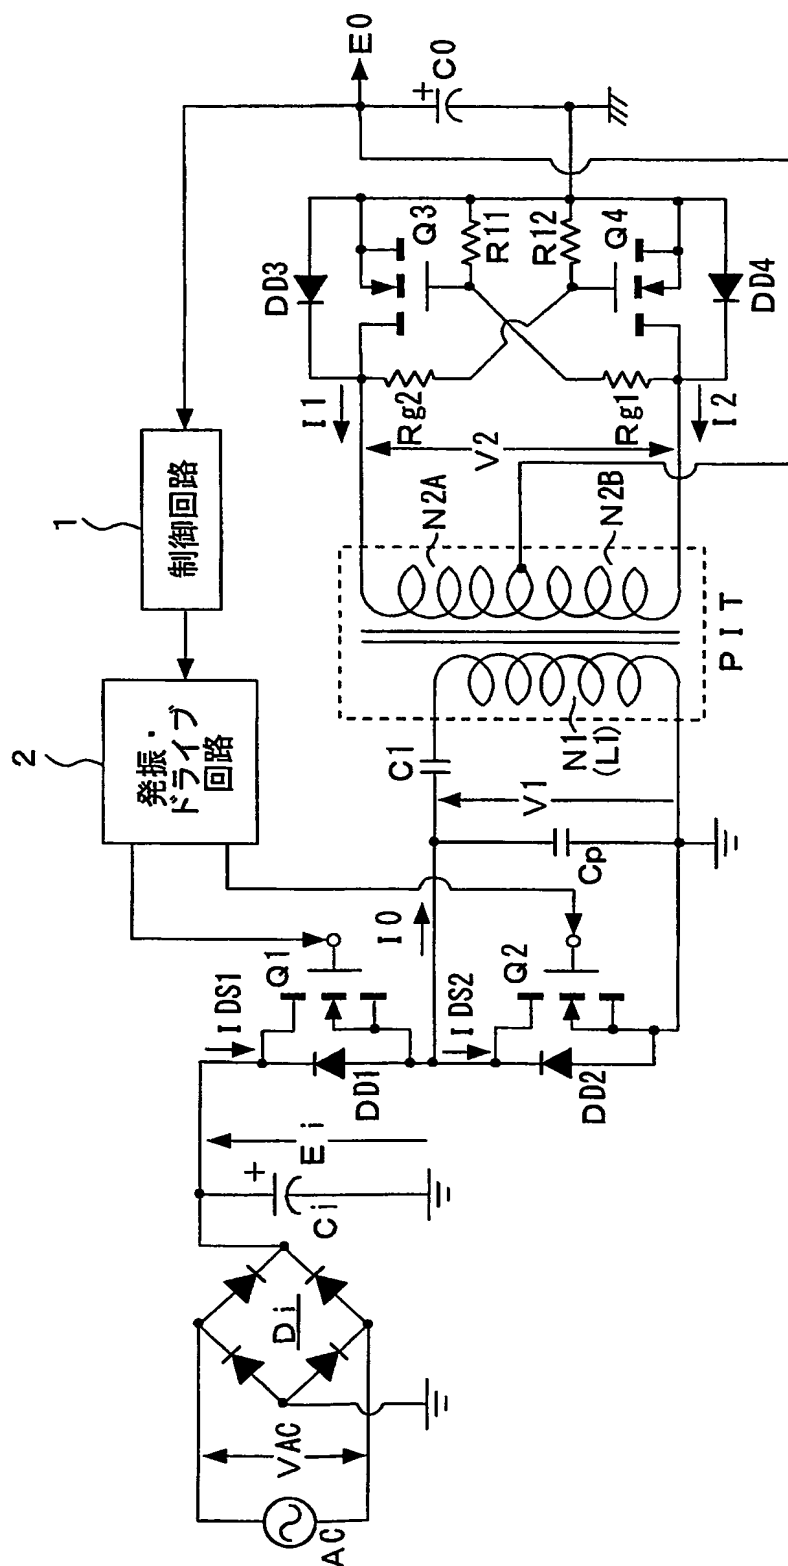 AC
VAC
Di
Ci
Ei
IDS1
Q1
DD1
IDS2
Q2
DD2
I0
Cp
V1
C1
N1
(L1)
PIT
N2A
N2B
V2
I1
I2
Rg2
Rg1
DD3
Q3
R11
R12
Q4
DD4
C0
E0
1
制御回路
2
発振・
ドライブ
回路
+
+